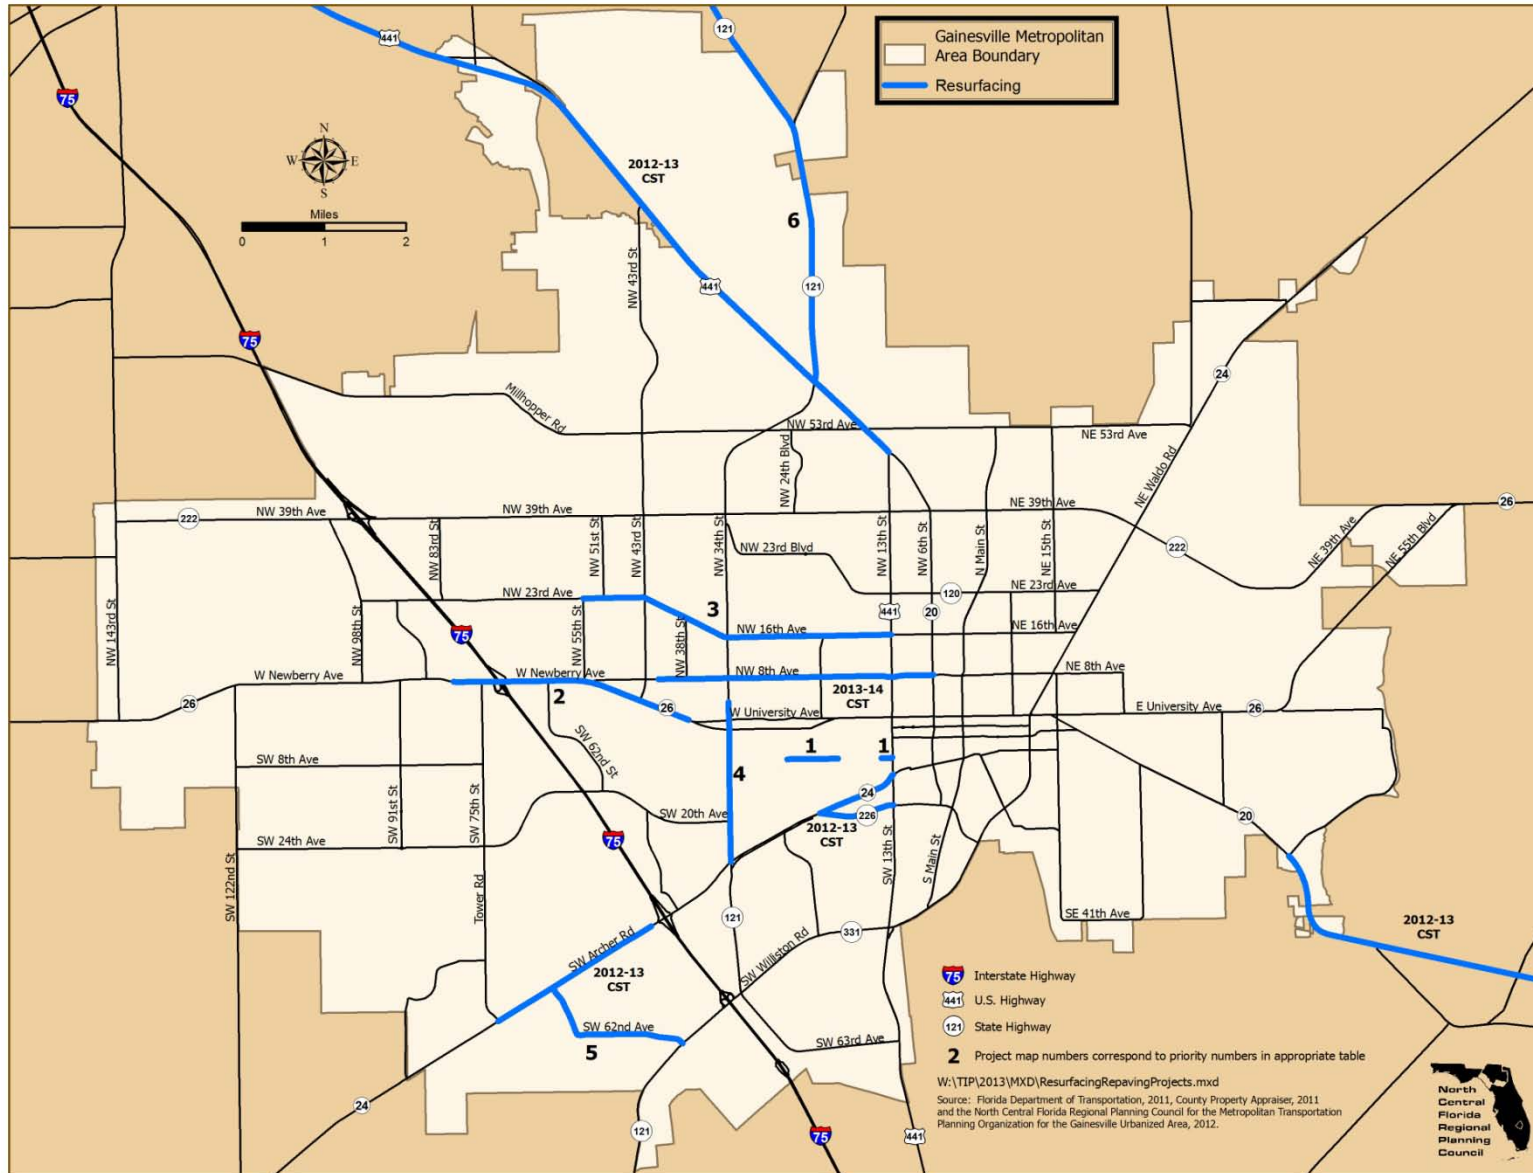 441
121
Gainesville Metropolitan
Area Boundary
Resurfacing
75
N
W
E
S
2012-13
CST
Miles
0
1
2
6
NW 43rd St
441
121
75
24
Millhopper Rd
NW 53rd Ave
NE 53rd Ave
NW 24th Blvd
NE Waldo Rd
26
222
NW 39th Ave
NW 39th Ave
NE 39th Ave
NW 83rd St
NW 51st St
NW 43rd St
NW 34th St
NW 23rd Blvd
NW 13th St
NW 6th St
N Main St
NE 15th St
222
NE 39th Ave
NE 55th Blvd
NW 143rd St
NW 98th St
NW 23rd Ave
NW 55th St
NW 38th St
3
120
NE 23rd Ave
441
20
75
NW 16th Ave
NE 16th Ave
W Newberry Ave
W Newberry Ave
NW 8th Ave
NE 8th Ave
2013-14
CST
2
26
26
W University Ave
E University Ave
26
SW 62nd St
1
1
4
SW 8th Ave
SW 91st St
SW 75th St
24
226
SW 20th Ave
2012-13
CST
20
SW 24th Ave
75
SW 122nd St
Tower Rd
SW 13th St
S Main St
121
SE 41th Ave
331
SW Archer Rd
SW Williston Rd
2012-13
CST
2012-13
CST
SW 62nd Ave
5
SW 63rd Ave
75 Interstate Highway
441 U.S. Highway
121 State Highway
2 Project map numbers correspond to priority numbers in appropriate table
W:\TIP\2013\MXD\ResurfacingRepavingProjects.mxd
Source: Florida Department of Transportation, 2011, County Property Appraiser, 2011
and the North Central Florida Regional Planning Council for the Metropolitan Transportation
Planning Organization for the Gainesville Urbanized Area, 2012.
24
121
75
441
North
Central
Florida
Regional
Planning
Council